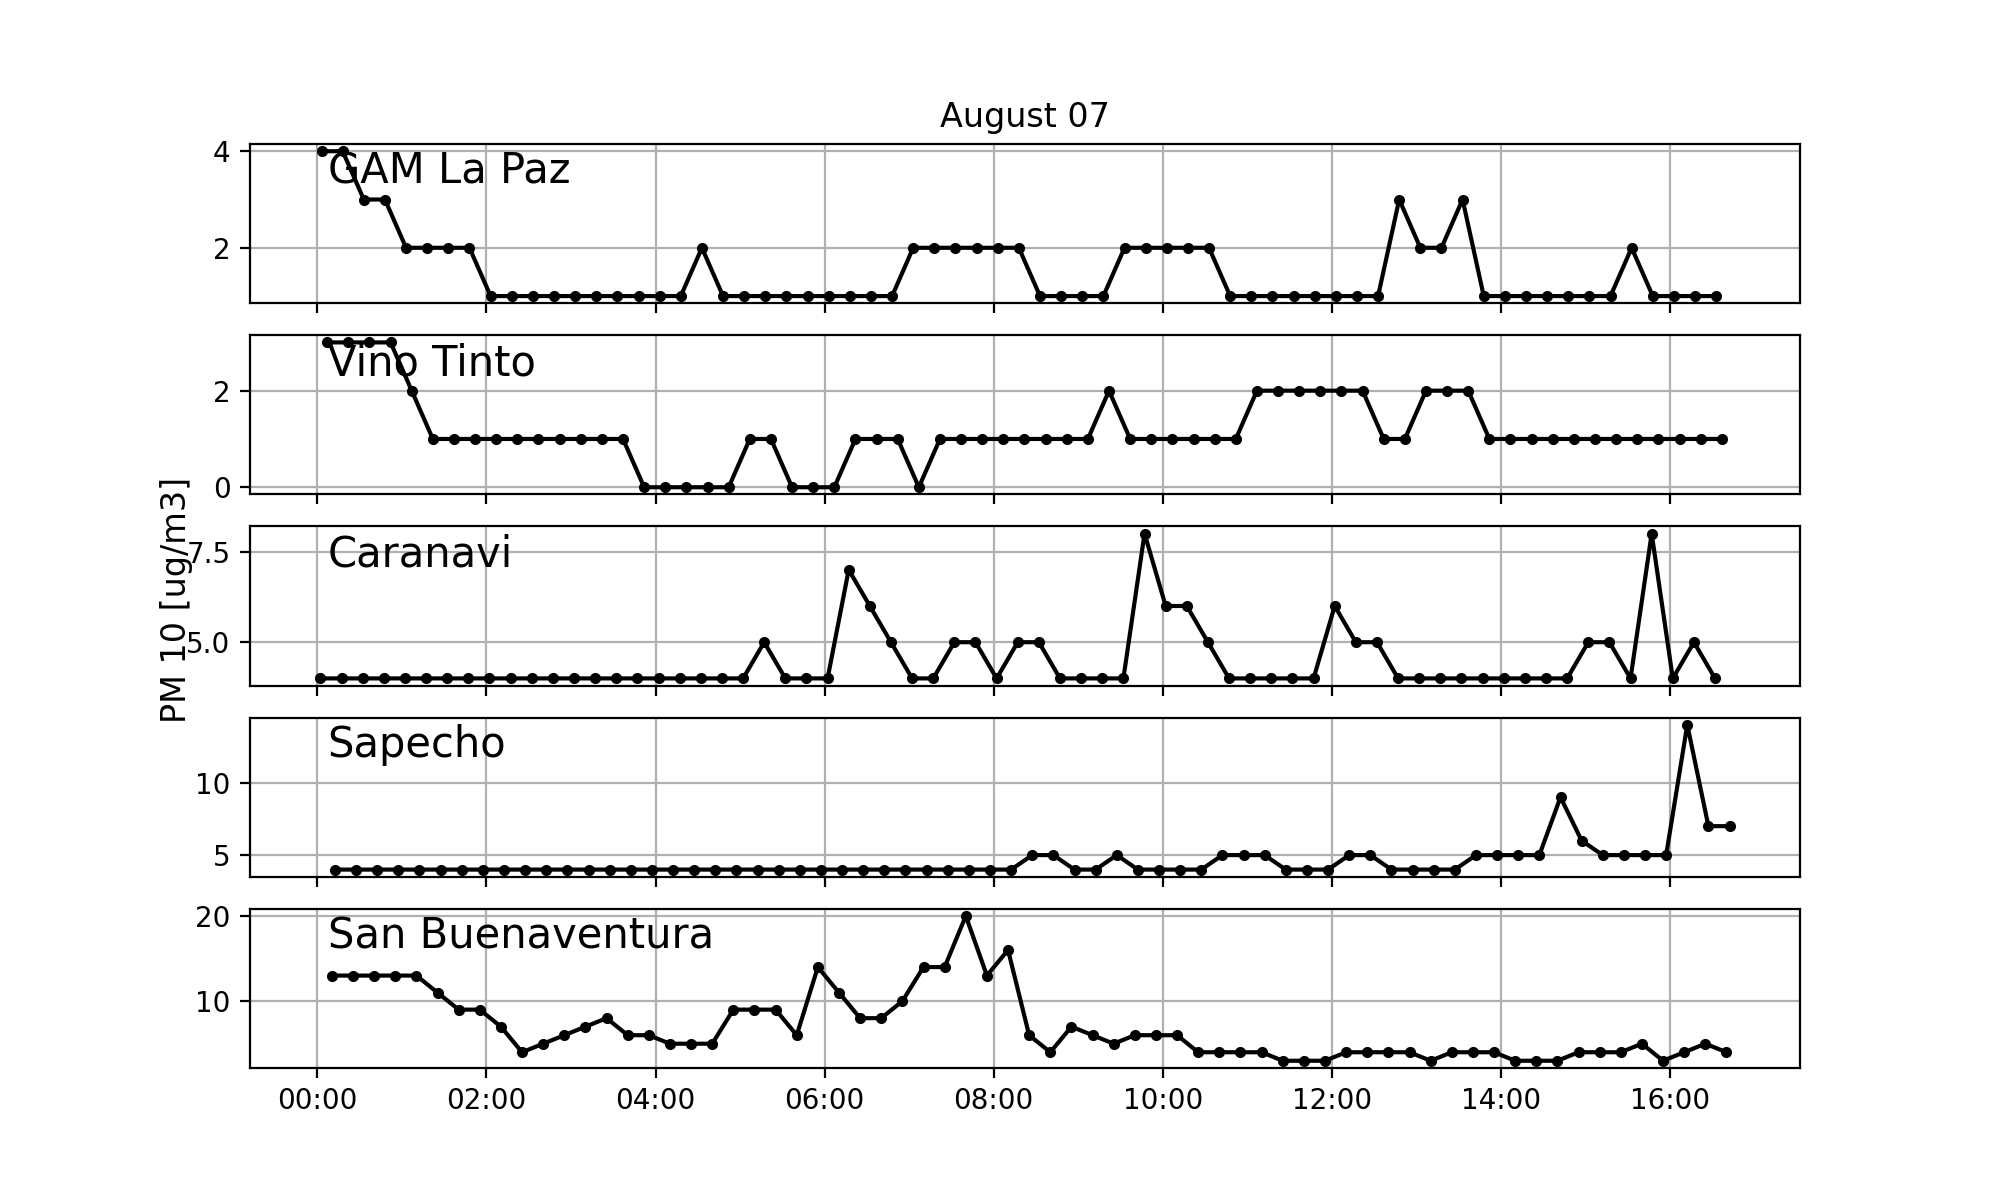 August 07
4
GAM La Paz
2
Vino Tinto
2
0
PM 10 [ug/m3]
7.5
Caranavi
5.0
Sapecho
10
5
20
San Buenaventura
10
00:00 02:00 04:00 06:00 08:00 10:00 12:00 14:00 16:00